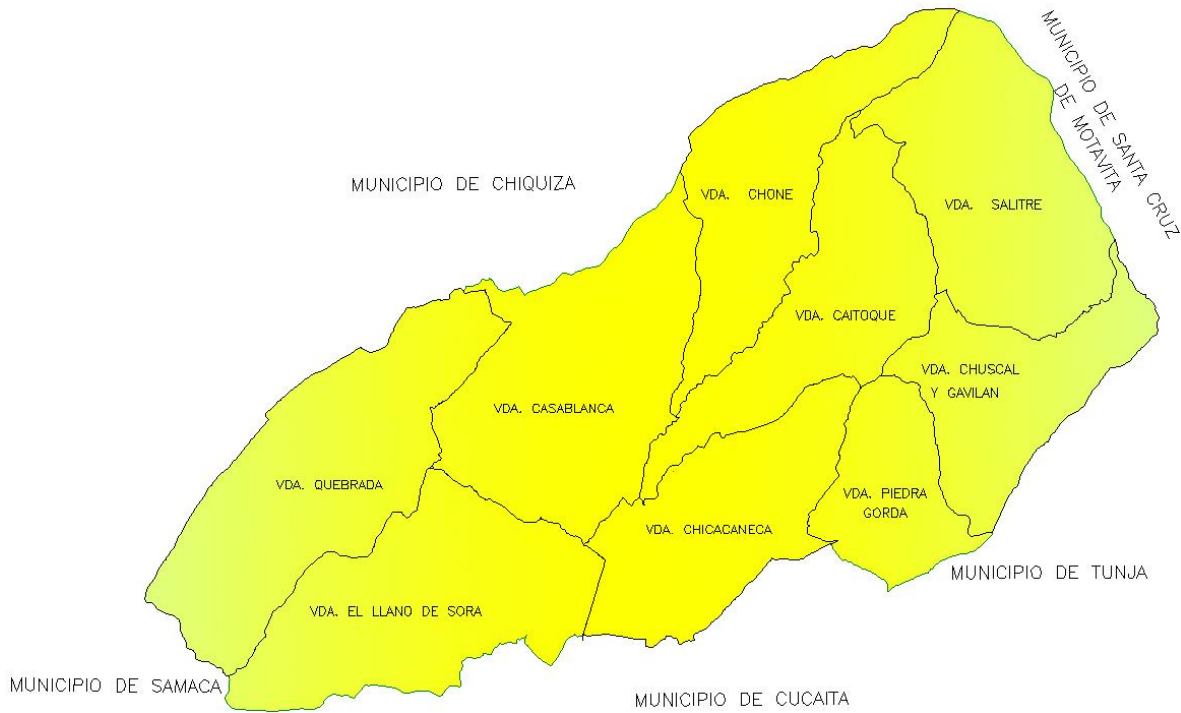 MUNICIPIO DE SANTA CRUZ
DE MOTAVITA
MUNICIPIO DE CHIQUIZA
VDA. CHONE
VDA. SALITRE
VDA. CAITOQUE
VDA. CHUSCAL
Y GAVILAN
VDA. CASABLANCA
VDA. QUEBRADA
VDA. PIEDRA
GORDA
VDA. CHICACANECA
MUNICIPIO DE TUNJA
VDA. EL LLANO DE SORA
MUNICIPIO DE SAMACA
MUNICIPIO DE CUCAITA